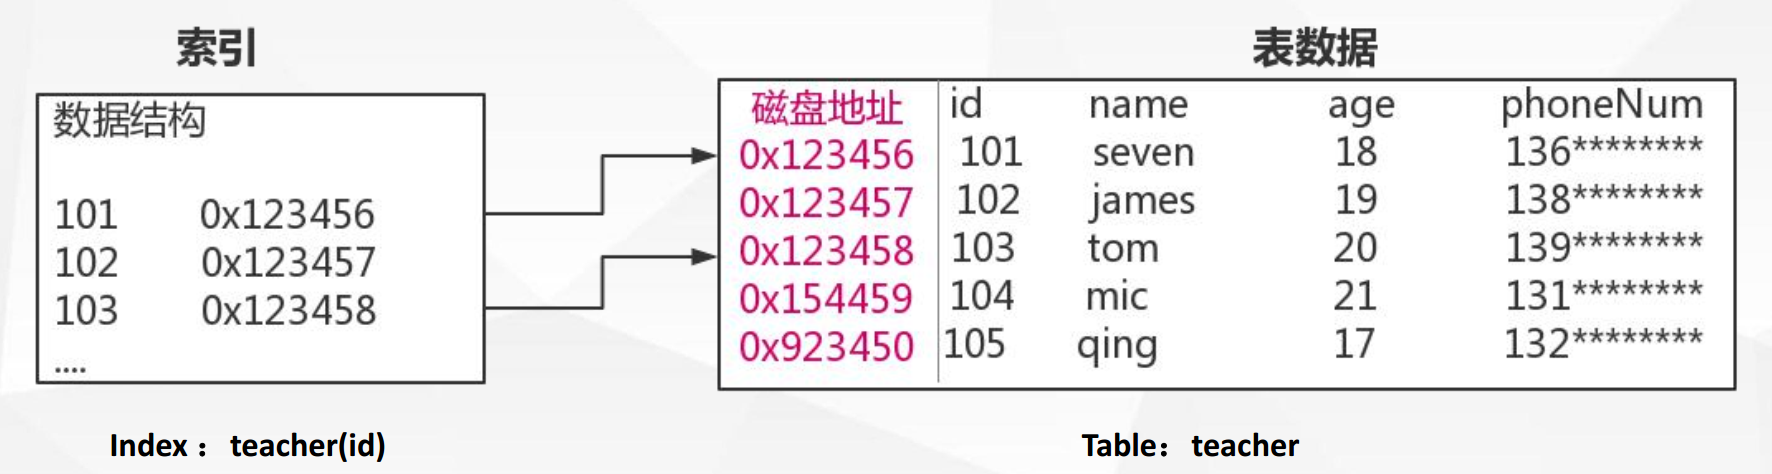 索引
表数据
数据结构
101 0x123456
102 0x123457
103 0x123458
....
磁盘地址 id name age phoneNum
0x123456 101 seven 18 136********
0x123457 102 james 19 138********
0x123458 103 tom 20 139********
0x154459 104 mic 21 131********
0x923450 105 qing 17 132********
Index： teacher(id)
Table： teacher